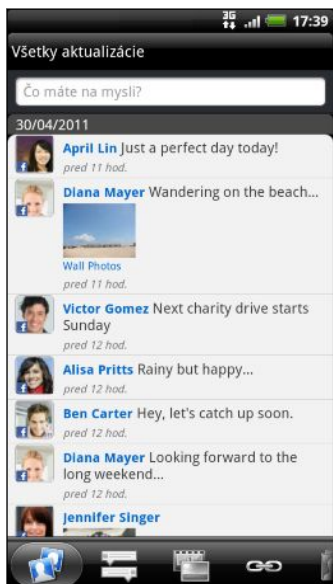 3G 17:39
Všetky aktualizácie
Čo máte na mysli?
30/04/2011
April Lin Just a perfect day today!
pred 11 hod.
Diana Mayer Wandering on the beach...
Wall Photos
pred 11 hod.
Victor Gomez Next charity drive starts
Sunday
pred 12 hod.
Alisa Pritts Rainy but happy...
pred 12 hod.
Ben Carter Hey, let's catch up soon.
pred 12 hod.
Diana Mayer Looking forward to the
long weekend...
pred 12 hod.
Jennifer Singer